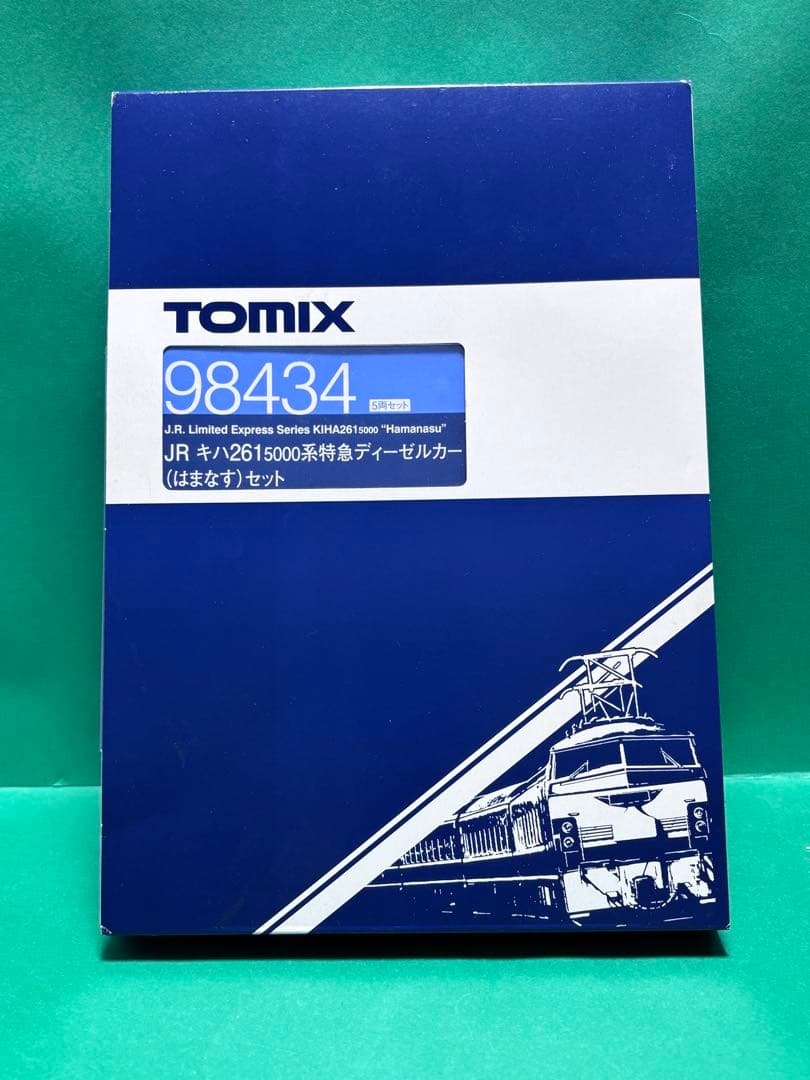 TOMIX
98434 5両セット
J.R. Limited Express Series KIHA2615000 “Hamanasu”
JR キハ2615000系特急ディーゼルカー
(はまなす)セット